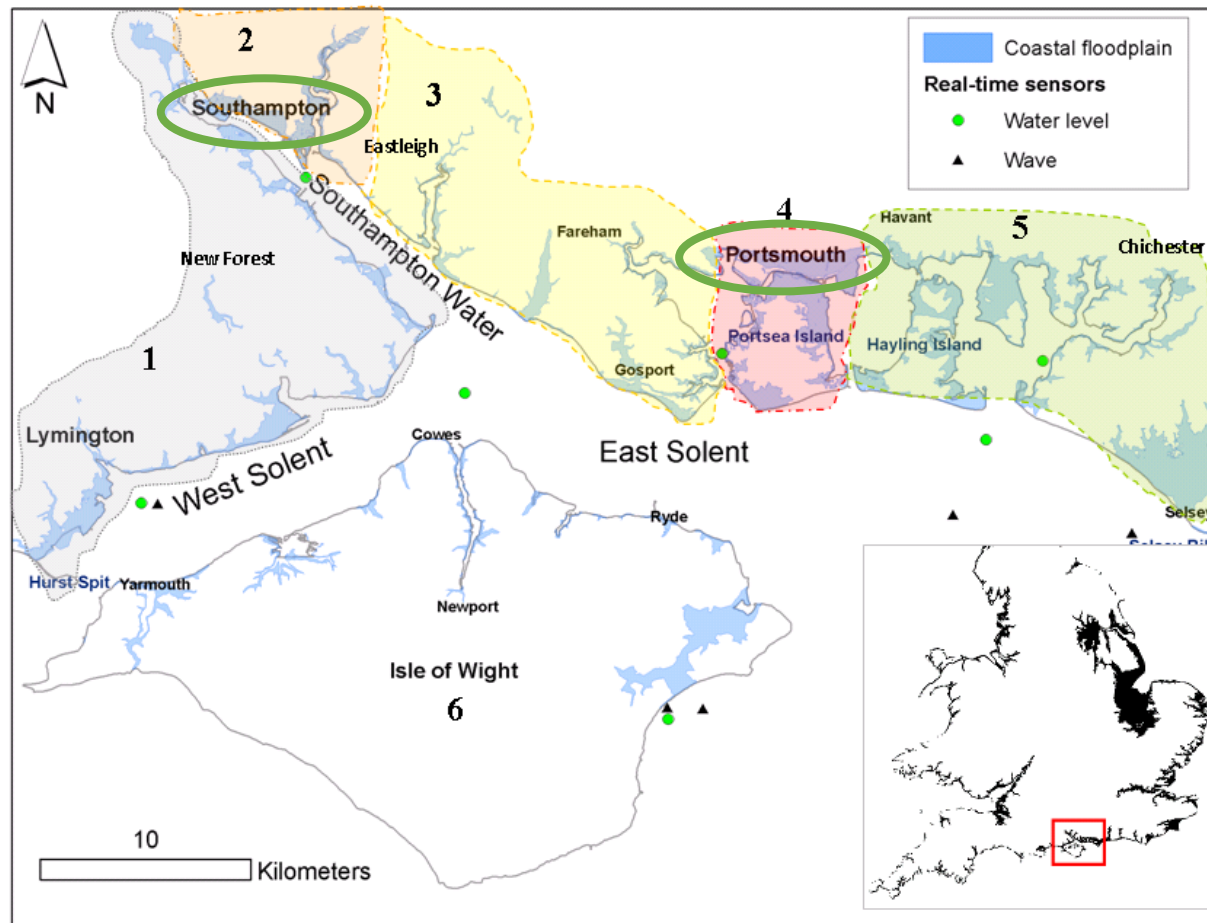 2
3
Southampton
Eastleigh
N
Coastal floodplain
Real-time sensors
Water level
Wave
Southampton Water
New Forest
Fareham
4
Portsmouth
Havant
5
Chichester
Portsea Island
Hayling Island
Gosport
1
Lymington
West Solent
Cowes
East Solent
Ryde
Selsey
Hurst Spit
Yarmouth
Newport
Isle of Wight
6
10
Kilometers